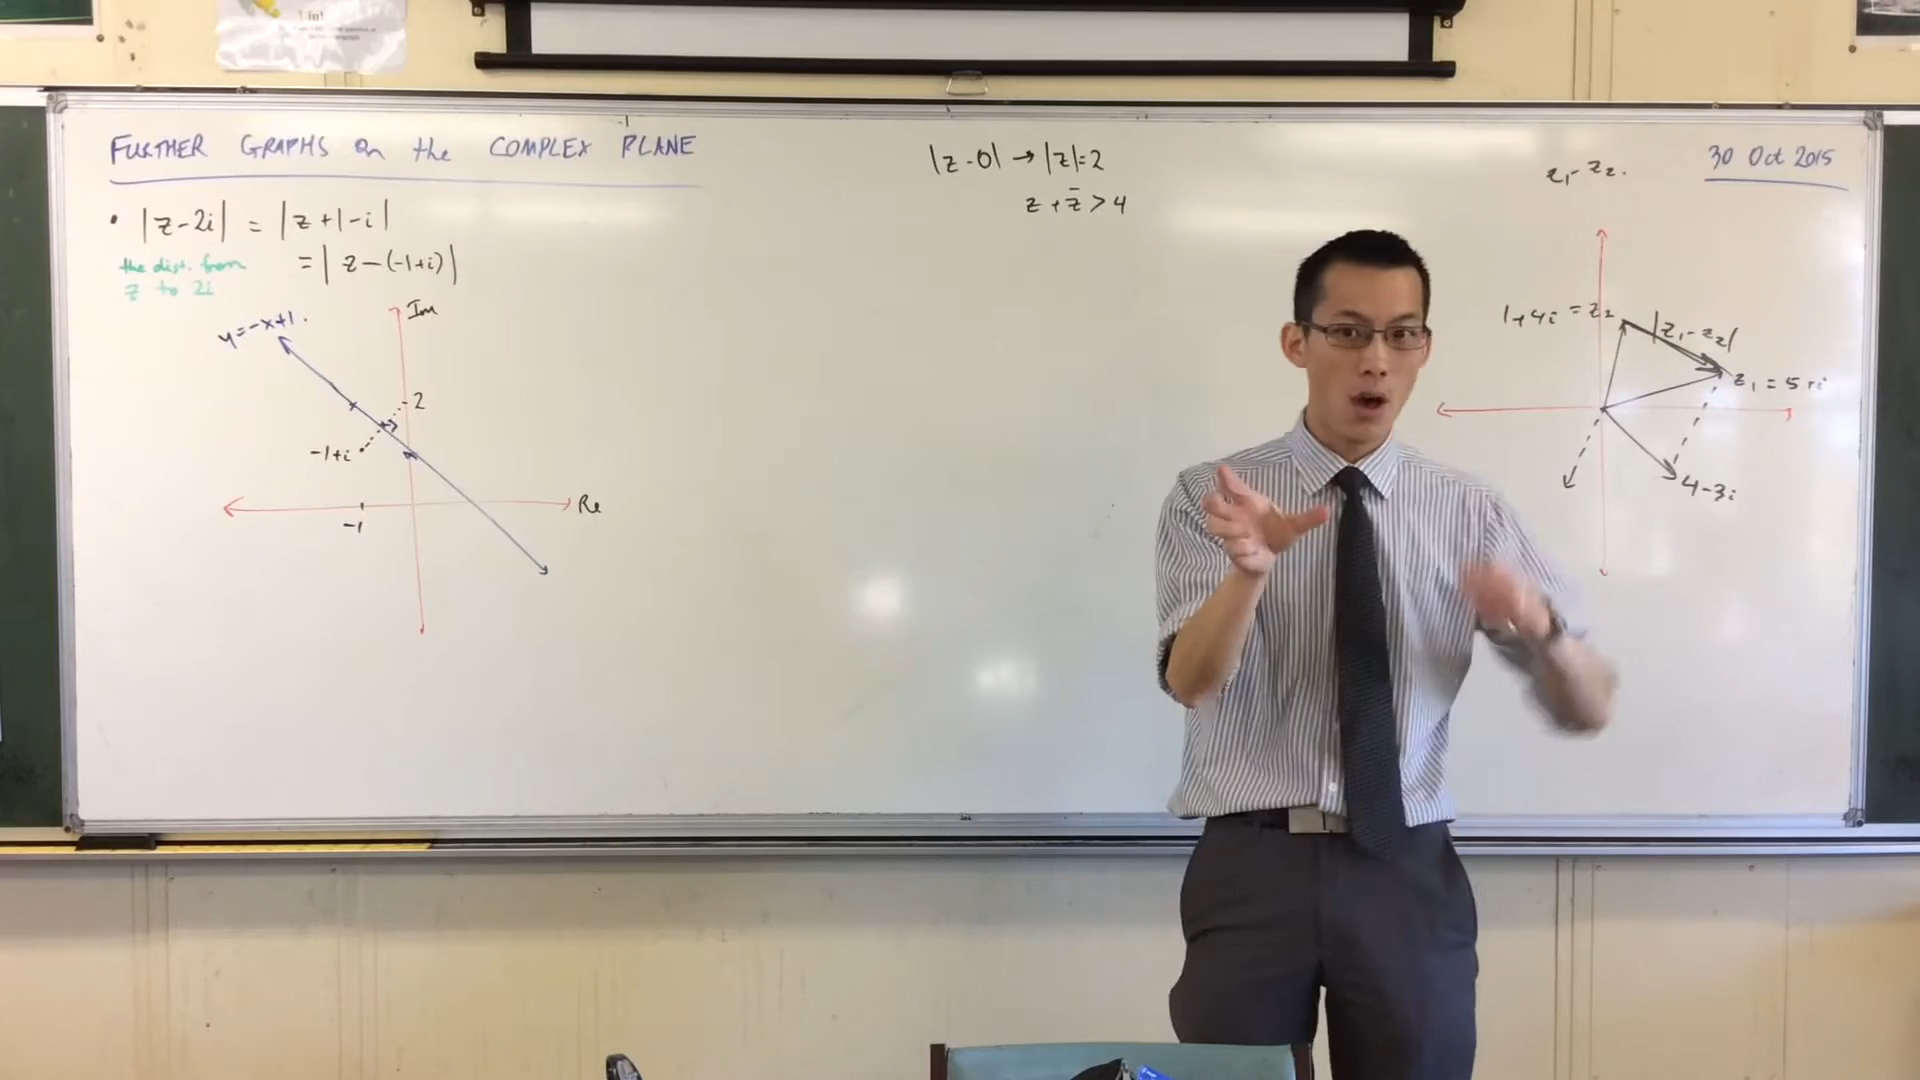 FURTHER GRAPHS on the COMPLEX PLANE
• |z-2i| = |z+1-i|
= |z-(-1+i)|
the dist. from
z to 2i
y=-x+1.
Im
2
-1+i
-1
Re
|z-0| → |z|=2
z + z̄ > 4
z₁-z₂.
30 Oct 2015
1+4i = z₂
|z₁-z₂|
z₁ = 5+i
4-3i